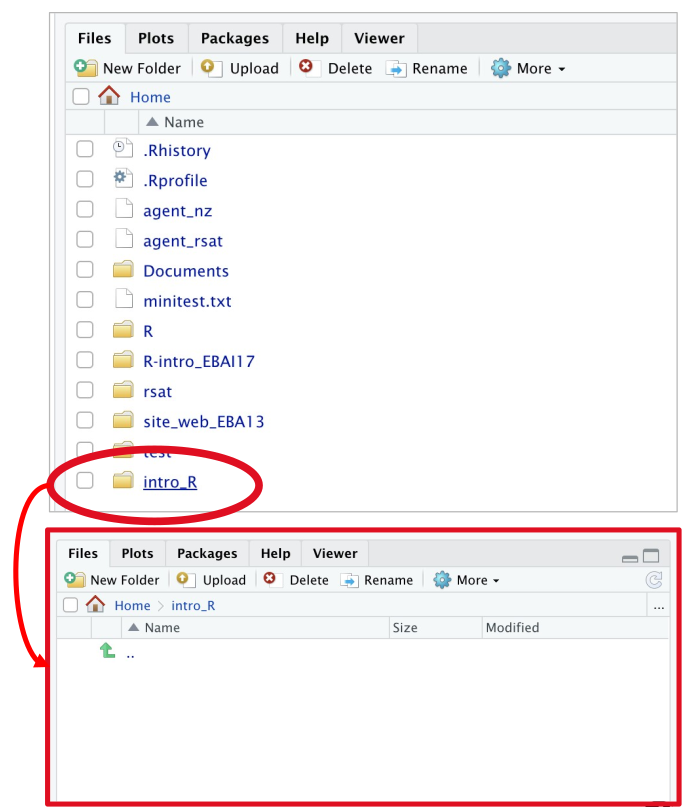 Files Plots Packages Help Viewer
New Folder Upload Delete Rename More
Home
Name
.Rhistory
.Rprofile
agent_nz
agent_rsat
Documents
minitest.txt
R
R-intro_EBAI17
rsat
site_web_EBA13
test
intro_R
Files Plots Packages Help Viewer
New Folder Upload Delete Rename More
Home > intro_R ...
Name Size Modified
..